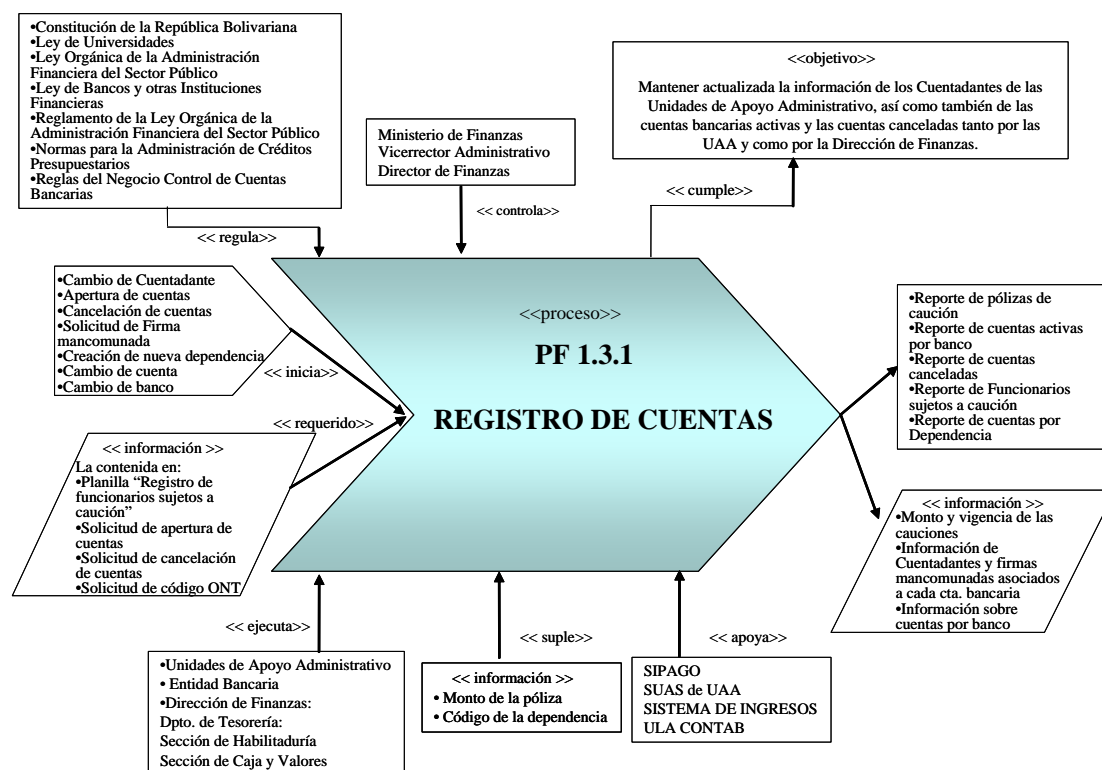 •Constitución de la República Bolivariana
•Ley de Universidades
•Ley Orgánica de la Administración
Financiera del Sector Público
•Ley de Bancos y otras Instituciones
Financieras
•Reglamento de la Ley Orgánica de la
Administración Financiera del Sector Público
•Normas para la Administración de Créditos
Presupuestarios
•Reglas del Negocio Control de Cuentas
Bancarias
<< regula>>
Ministerio de Finanzas
Vicerrector Administrativo
Director de Finanzas
<< controla>>
<<objetivo>>
Mantener actualizada la información de los Cuentadantes de las
Unidades de Apoyo Administrativo, así como también de las
cuentas bancarias activas y las cuentas canceladas tanto por las
UAA y como por la Dirección de Finanzas.
<< cumple>>
•Cambio de Cuentadante
•Apertura de cuentas
•Cancelación de cuentas
•Solicitud de Firma
mancomunada
•Creación de nueva dependencia
•Cambio de cuenta
•Cambio de banco
<< inicia>>
<< requerido>>
<< información >>
La contenida en:
•Planilla “Registro de
funcionarios sujetos a
caución”
•Solicitud de apertura de
cuentas
•Solicitud de cancelación
de cuentas
•Solicitud de código ONT
<<proceso>>
PF 1.3.1
REGISTRO DE CUENTAS
•Reporte de pólizas de
caución
•Reporte de cuentas activas
por banco
•Reporte de cuentas
canceladas
•Reporte de Funcionarios
sujetos a caución
•Reporte de cuentas por
Dependencia
<< información >>
• Monto y vigencia de las
cauciones
• Información de
Cuentadantes y firmas
mancomunadas asociados
a cada cta. bancaria
• Información sobre
cuentas por banco
<< ejecuta>>
•Unidades de Apoyo Administrativo
• Entidad Bancaria
•Dirección de Finanzas:
Dpto. de Tesorería:
Sección de Habilitaduría
Sección de Caja y Valores
<< suple>>
<< información >>
• Monto de la póliza
• Código de la dependencia
<< apoya>>
SIPAGO
SUAS de UAA
SISTEMA DE INGRESOS
ULA CONTAB